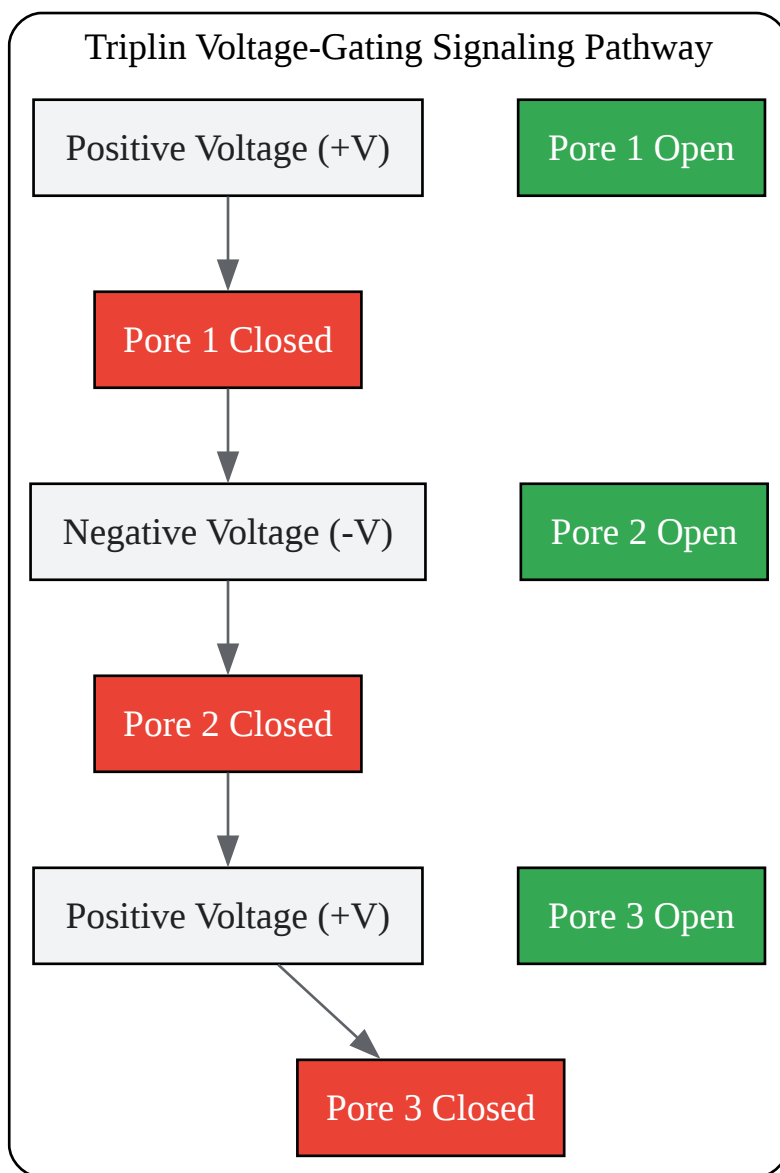 Triplin Voltage-Gating Signaling Pathway
Positive Voltage (+V)
Pore 1 Open
Pore 1 Closed
Negative Voltage (-V)
Pore 2 Open
Pore 2 Closed
Positive Voltage (+V)
Pore 3 Open
Pore 3 Closed